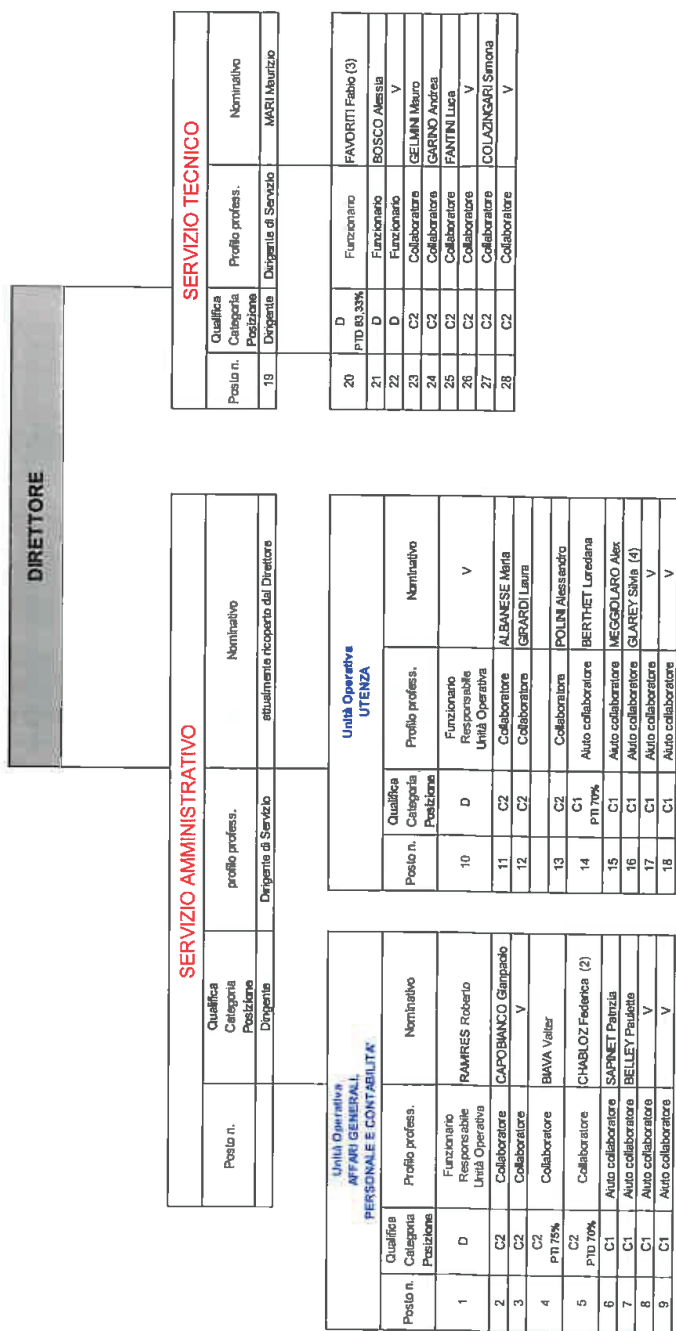 DIRETTORE
SERVIZIO AMMINISTRATIVO
Posto n. Qualifica Categoria Posizione profilo profess. Nominativo
Dirigente Dirigente di Servizio attualmente ricoperto dal Direttore
Unità Operativa
AFFARI GENERALI,
PERSONALE E CONTABILITA'
Posto n. Qualifica Categoria Posizione Profilo profess. Nominativo
1 D Funzionario Responsabile Unità Operativa RAMIRES Roberto
2 C2 Collaboratore CAPOBIANCO Gianpaolo
3 C2 Collaboratore V
4 C2 PTI 75% Collaboratore BIAVA Valter
5 C2 PTD 70% Collaboratore CHABLOZ Federica (2)
6 C1 Aiuto collaboratore SAPINET Patrizia
7 C1 Aiuto collaboratore BELLEY Paulette
8 C1 Aiuto collaboratore V
9 C1 Aiuto collaboratore V
Unità Operativa
UTENZA
Posto n. Qualifica Categoria Posizione Profilo profess. Nominativo
10 D Funzionario Responsabile Unità Operativa V
11 C2 Collaboratore ALBANESE Maria
12 C2 Collaboratore GIRARDI Laura
13 C2 Collaboratore POLINI Alessandro
14 C1 PTI 70% Aiuto collaboratore BERTHET Loredana
15 C1 Aiuto collaboratore MEGGIOLARO Alex
16 C1 Aiuto collaboratore GLAREY Silvia (4)
17 C1 Aiuto collaboratore V
18 C1 Aiuto collaboratore V
SERVIZIO TECNICO
Posto n. Qualifica Categoria Posizione Profilo profess. Nominativo
19 Dirigente Dirigente di Servizio MARI Maurizio
20 D PTD 83,33% Funzionario FAVORITI Fabio (3)
21 D Funzionario BOSCO Alessia
22 D Funzionario V
23 C2 Collaboratore GELMINI Mauro
24 C2 Collaboratore GARINO Andrea
25 C2 Collaboratore FANTINI Luca
26 C2 Collaboratore V
27 C2 Collaboratore COLAZINGARI Simona
28 C2 Collaboratore V